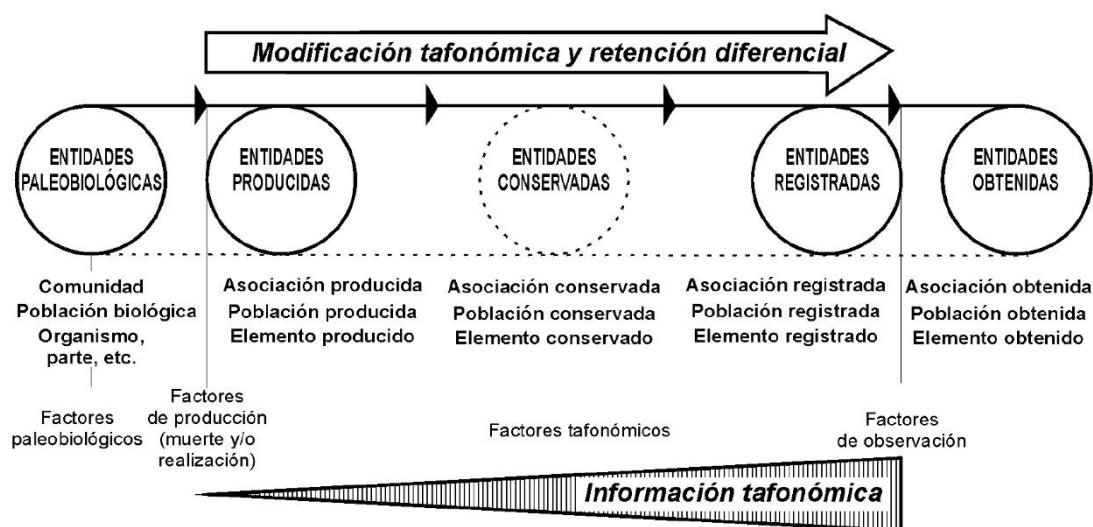 Modificación tafonómica y retención diferencial
ENTIDADES
PALEOBIOLÓGICAS
ENTIDADES
PRODUCIDAS
ENTIDADES
CONSERVADAS
ENTIDADES
REGISTRADAS
ENTIDADES
OBTENIDAS
Comunidad
Población biológica
Organismo,
parte, etc.
Asociación producida
Población producida
Elemento producido
Asociación conservada
Población conservada
Elemento conservado
Asociación registrada
Población registrada
Elemento registrado
Asociación obtenida
Población obtenida
Elemento obtenido
Factores
paleobiológicos
Factores
de producción
(muerte y/o
realización)
Factores tafonómicos
Factores
de observación
Información tafonómica